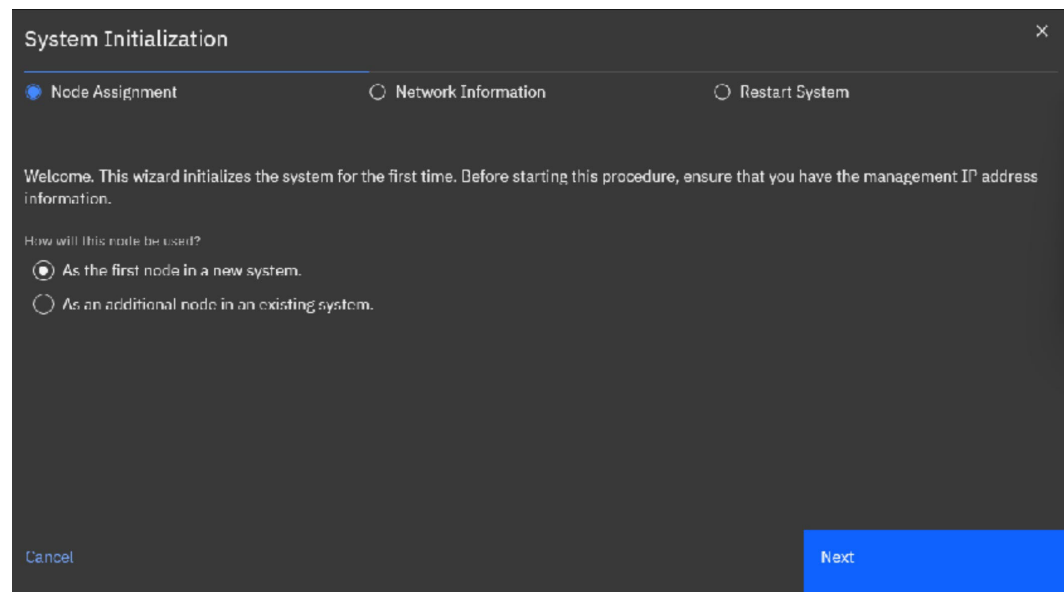 System Initialization
Node Assignment
Network Information
Restart System
Welcome. This wizard initializes the system for the first time. Before starting this procedure, ensure that you have the management IP address
information.
How will this node be used?
As the first node in a new system.
As an additional node in an existing system.
Cancel
Next